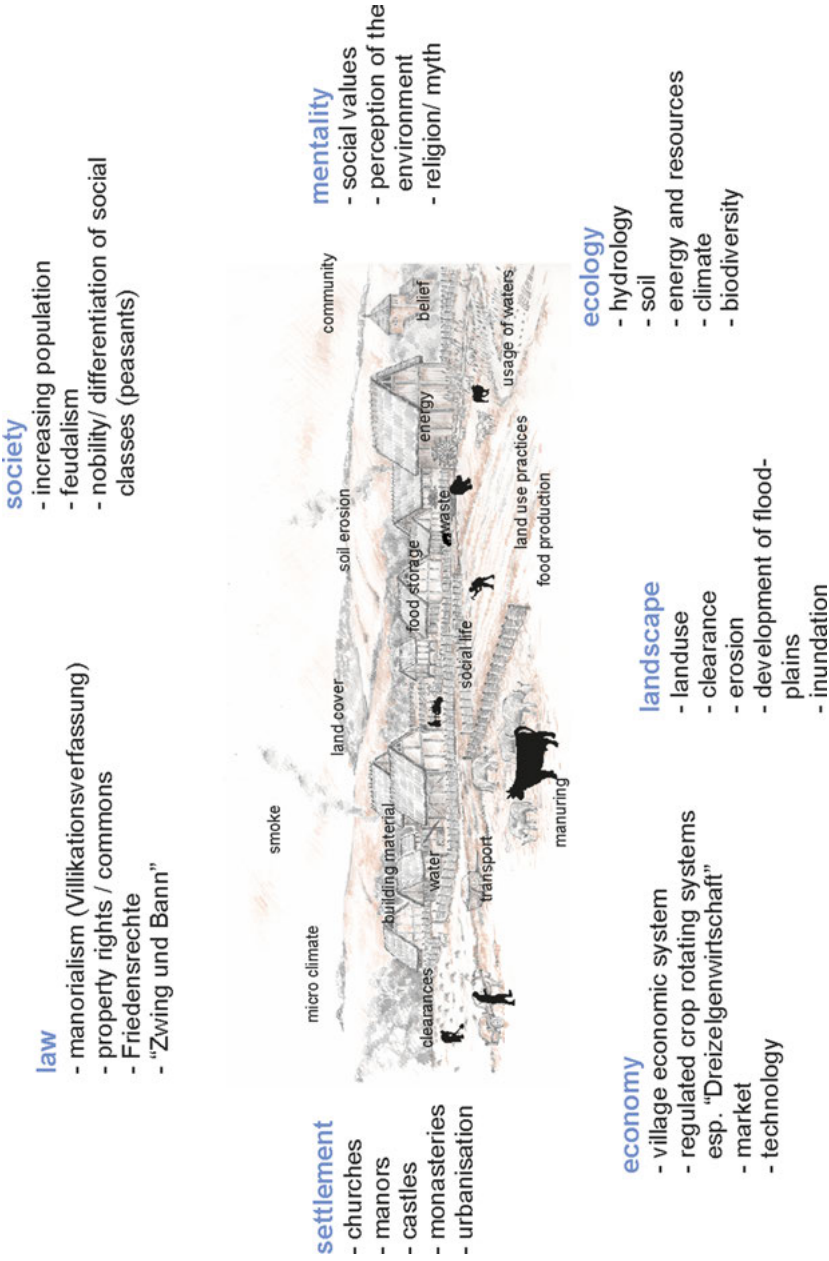 law
- manorialism (Villikationsverfassung)
- property rights / commons
- Friedensrechte
- “Zwing und Bann”
society
- increasing population
- feudalism
- nobility/ differentiation of social
classes (peasants)
settlement
- churches
- manors
- castles
- monasteries
- urbanisation
micro climate
smoke
land cover
soil erosion
community
clearances
building material
water
food storage
waste
energy
belief
transport
social life
manuring
land use practices
food production
usage of waters
mentality
- social values
- perception of the
environment
- religion/ myth
economy
- village economic system
- regulated crop rotating systems
esp. “Dreizelgenwirtschaft”
- market
- technology
landscape
- landuse
- clearance
- erosion
- development of flood-
plains
- inundation
ecology
- hydrology
- soil
- energy and resources
- climate
- biodiversity